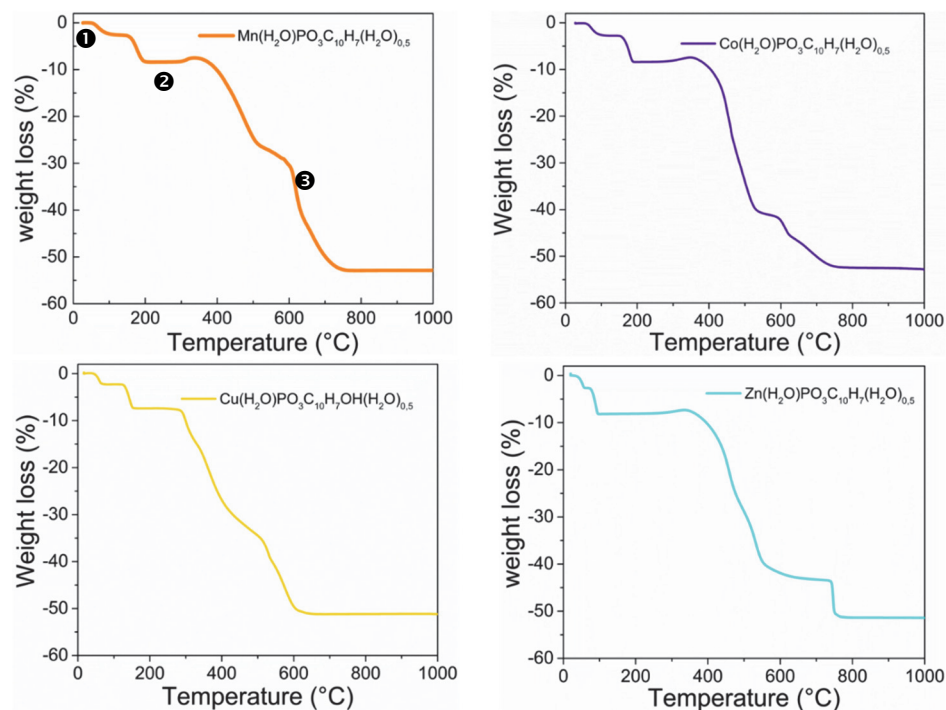 Mn(H₂O)PO₃C₁₀H₇(H₂O)₀,₅
0
-10
-20
-30
-40
-50
-60
❶
❷
❸
weight loss (%)
0 200 400 600 800 1000
Temperature (°C)
Co(H₂O)PO₃C₁₀H₇(H₂O)₀,₅
0
-10
-20
-30
-40
-50
-60
Weight loss (%)
0 200 400 600 800 1000
Temperature (°C)
Cu(H₂O)PO₃C₁₀H₇OH(H₂O)₀,₅
0
-10
-20
-30
-40
-50
-60
Weight loss (%)
0 200 400 600 800 1000
Temperature (°C)
Zn(H₂O)PO₃C₁₀H₇(H₂O)₀,₅
0
-10
-20
-30
-40
-50
-60
weight loss (%)
0 200 400 600 800 1000
Temperature (°C)